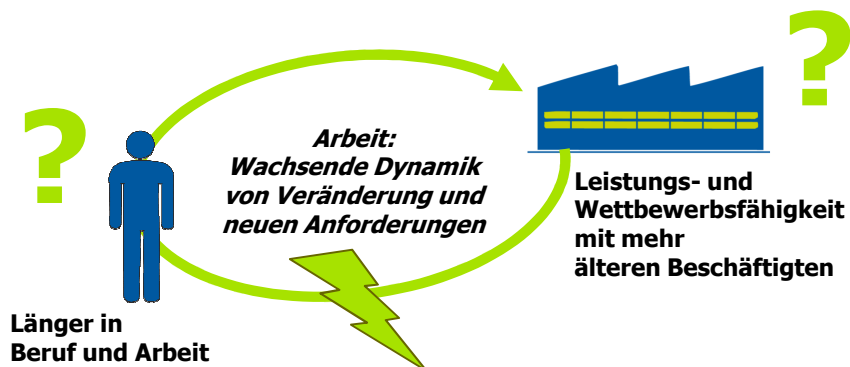 ?
?
Arbeit:
Wachsende Dynamik
von Veränderung und
neuen Anforderungen
Leistungs- und
Wettbewerbsfähigkeit
mit mehr
älteren Beschäftigten
Länger in
Beruf und Arbeit